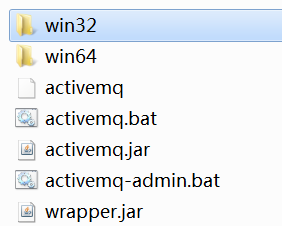 win32
win64
activemq
activemq.bat
activemq.jar
activemq-admin.bat
wrapper.jar